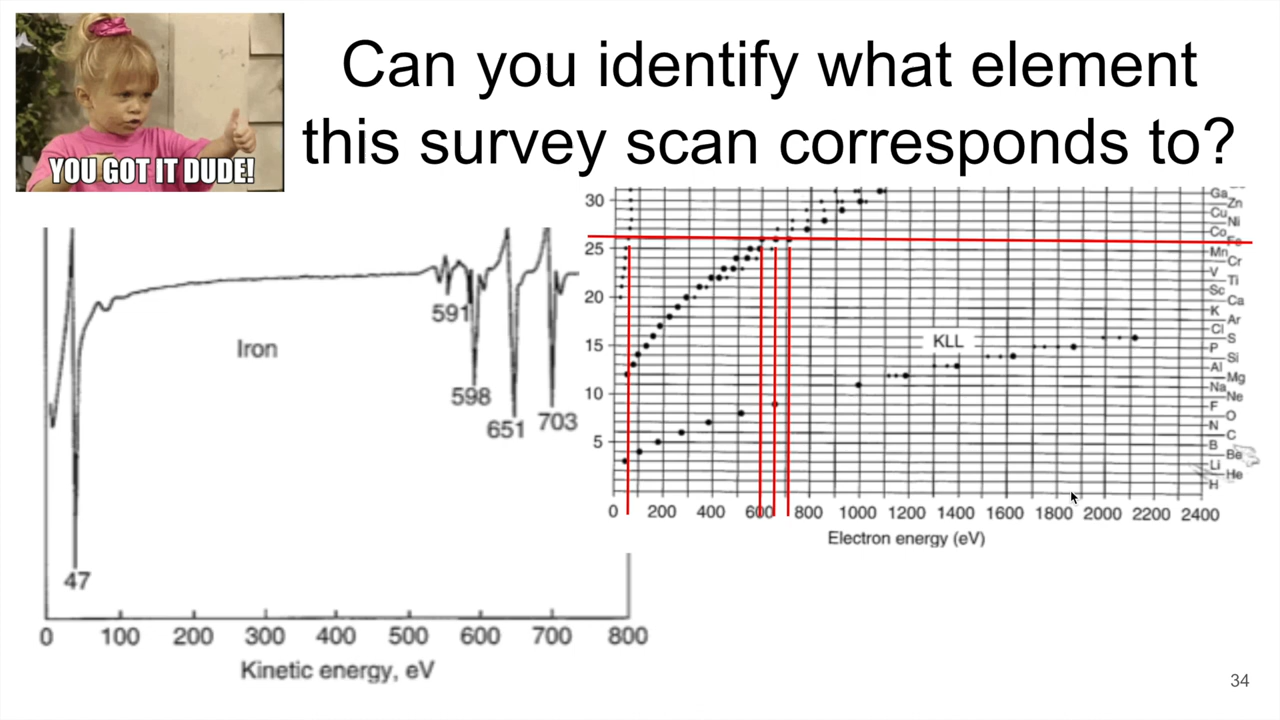 YOU GOT IT DUDE!
Can you identify what element
this survey scan corresponds to?
591
Iron
598
651
703
47
0 100 200 300 400 500 600 700 800
Kinetic energy, eV
30
25
20
15
10
5
KLL
Ga
Zn
Cu
Ni
Co
Fe
Mn
Cr
V
Ti
Sc
Ca
K
Ar
Cl
S
P
Si
Al
Mg
Na
Ne
F
O
N
C
B
Be
Li
He
H
0 200 400 600 800 1000 1200 1400 1600 1800 2000 2200 2400
Electron energy (eV)
34